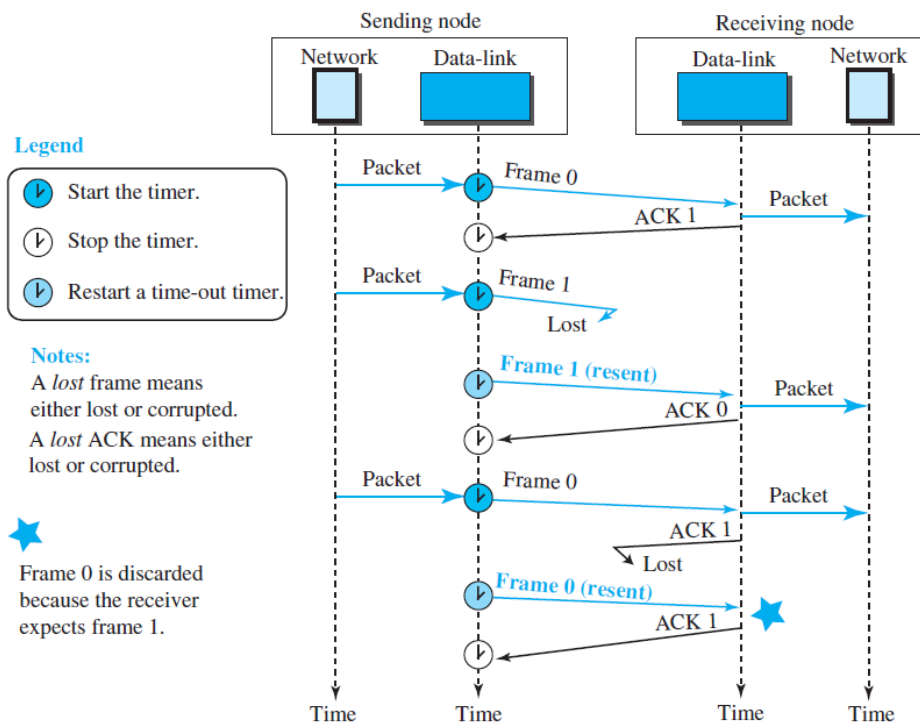 Sending node
Receiving node
Network
Data-link
Data-link
Network
Legend
Start the timer.
Stop the timer.
Restart a time-out timer.
Notes:
A lost frame means
either lost or corrupted.
A lost ACK means either
lost or corrupted.
Frame 0 is discarded
because the receiver
expects frame 1.
Packet
Frame 0
Packet
ACK 1
Packet
Frame 1
Lost
Frame 1 (resent)
Packet
ACK 0
Packet
Frame 0
Packet
ACK 1
Lost
Frame 0 (resent)
ACK 1
Time
Time
Time
Time